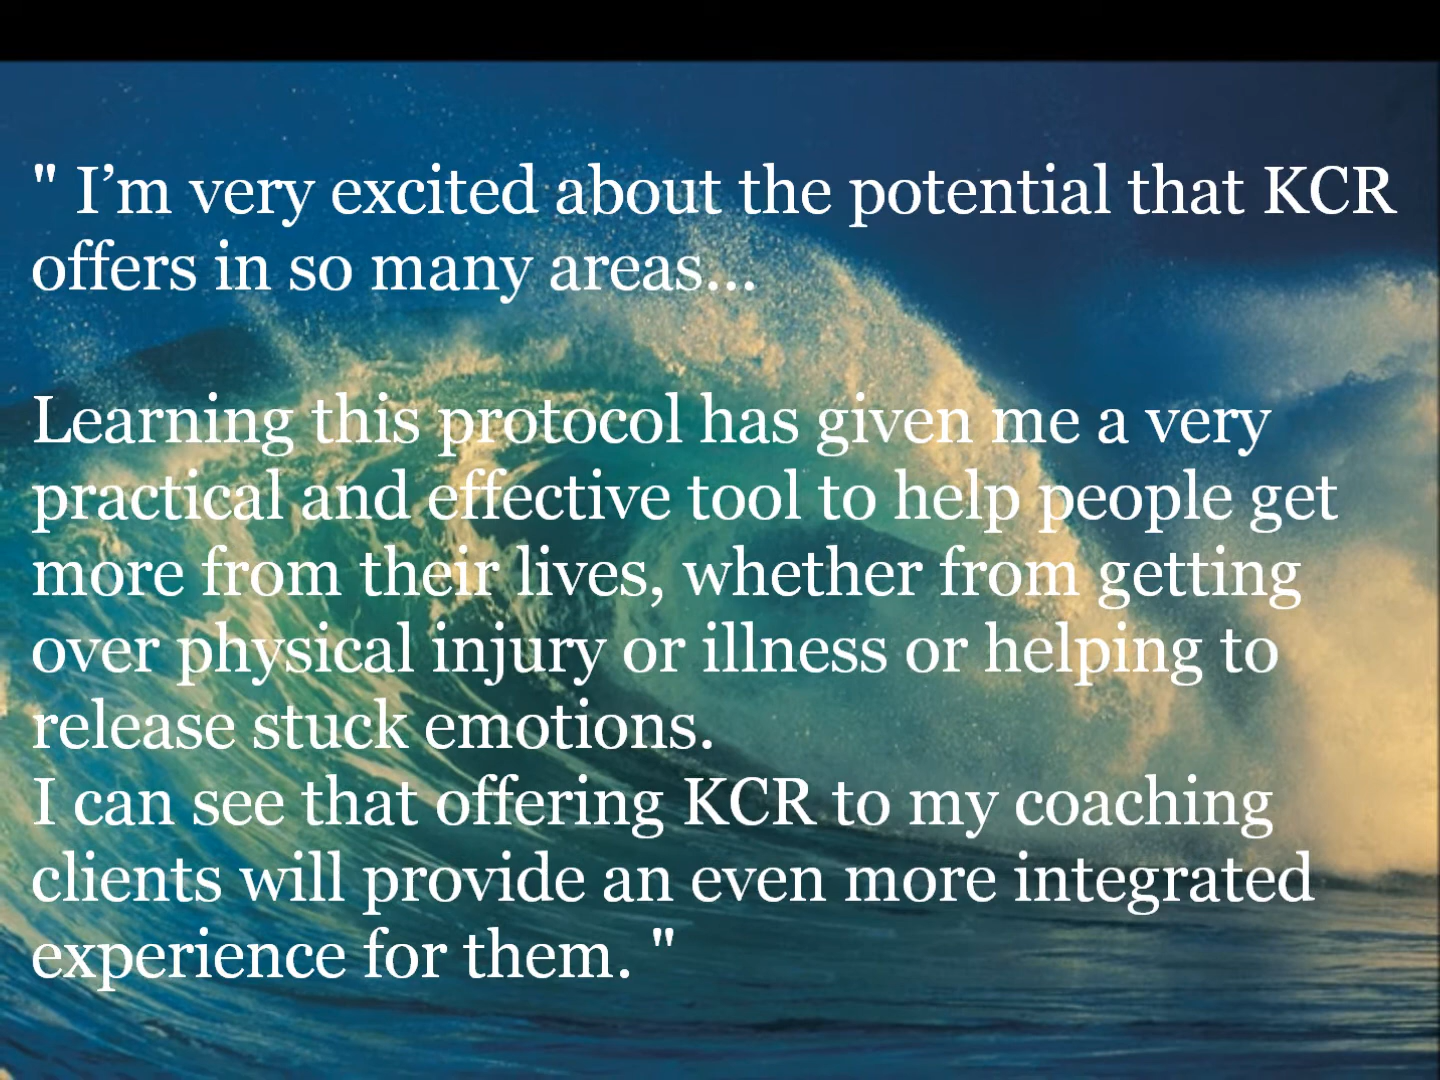 " I’m very excited about the potential that KCR
offers in so many areas...
Learning this protocol has given me a very
practical and effective tool to help people get
more from their lives, whether from getting
over physical injury or illness or helping to
release stuck emotions.
I can see that offering KCR to my coaching
clients will provide an even more integrated
experience for them. "